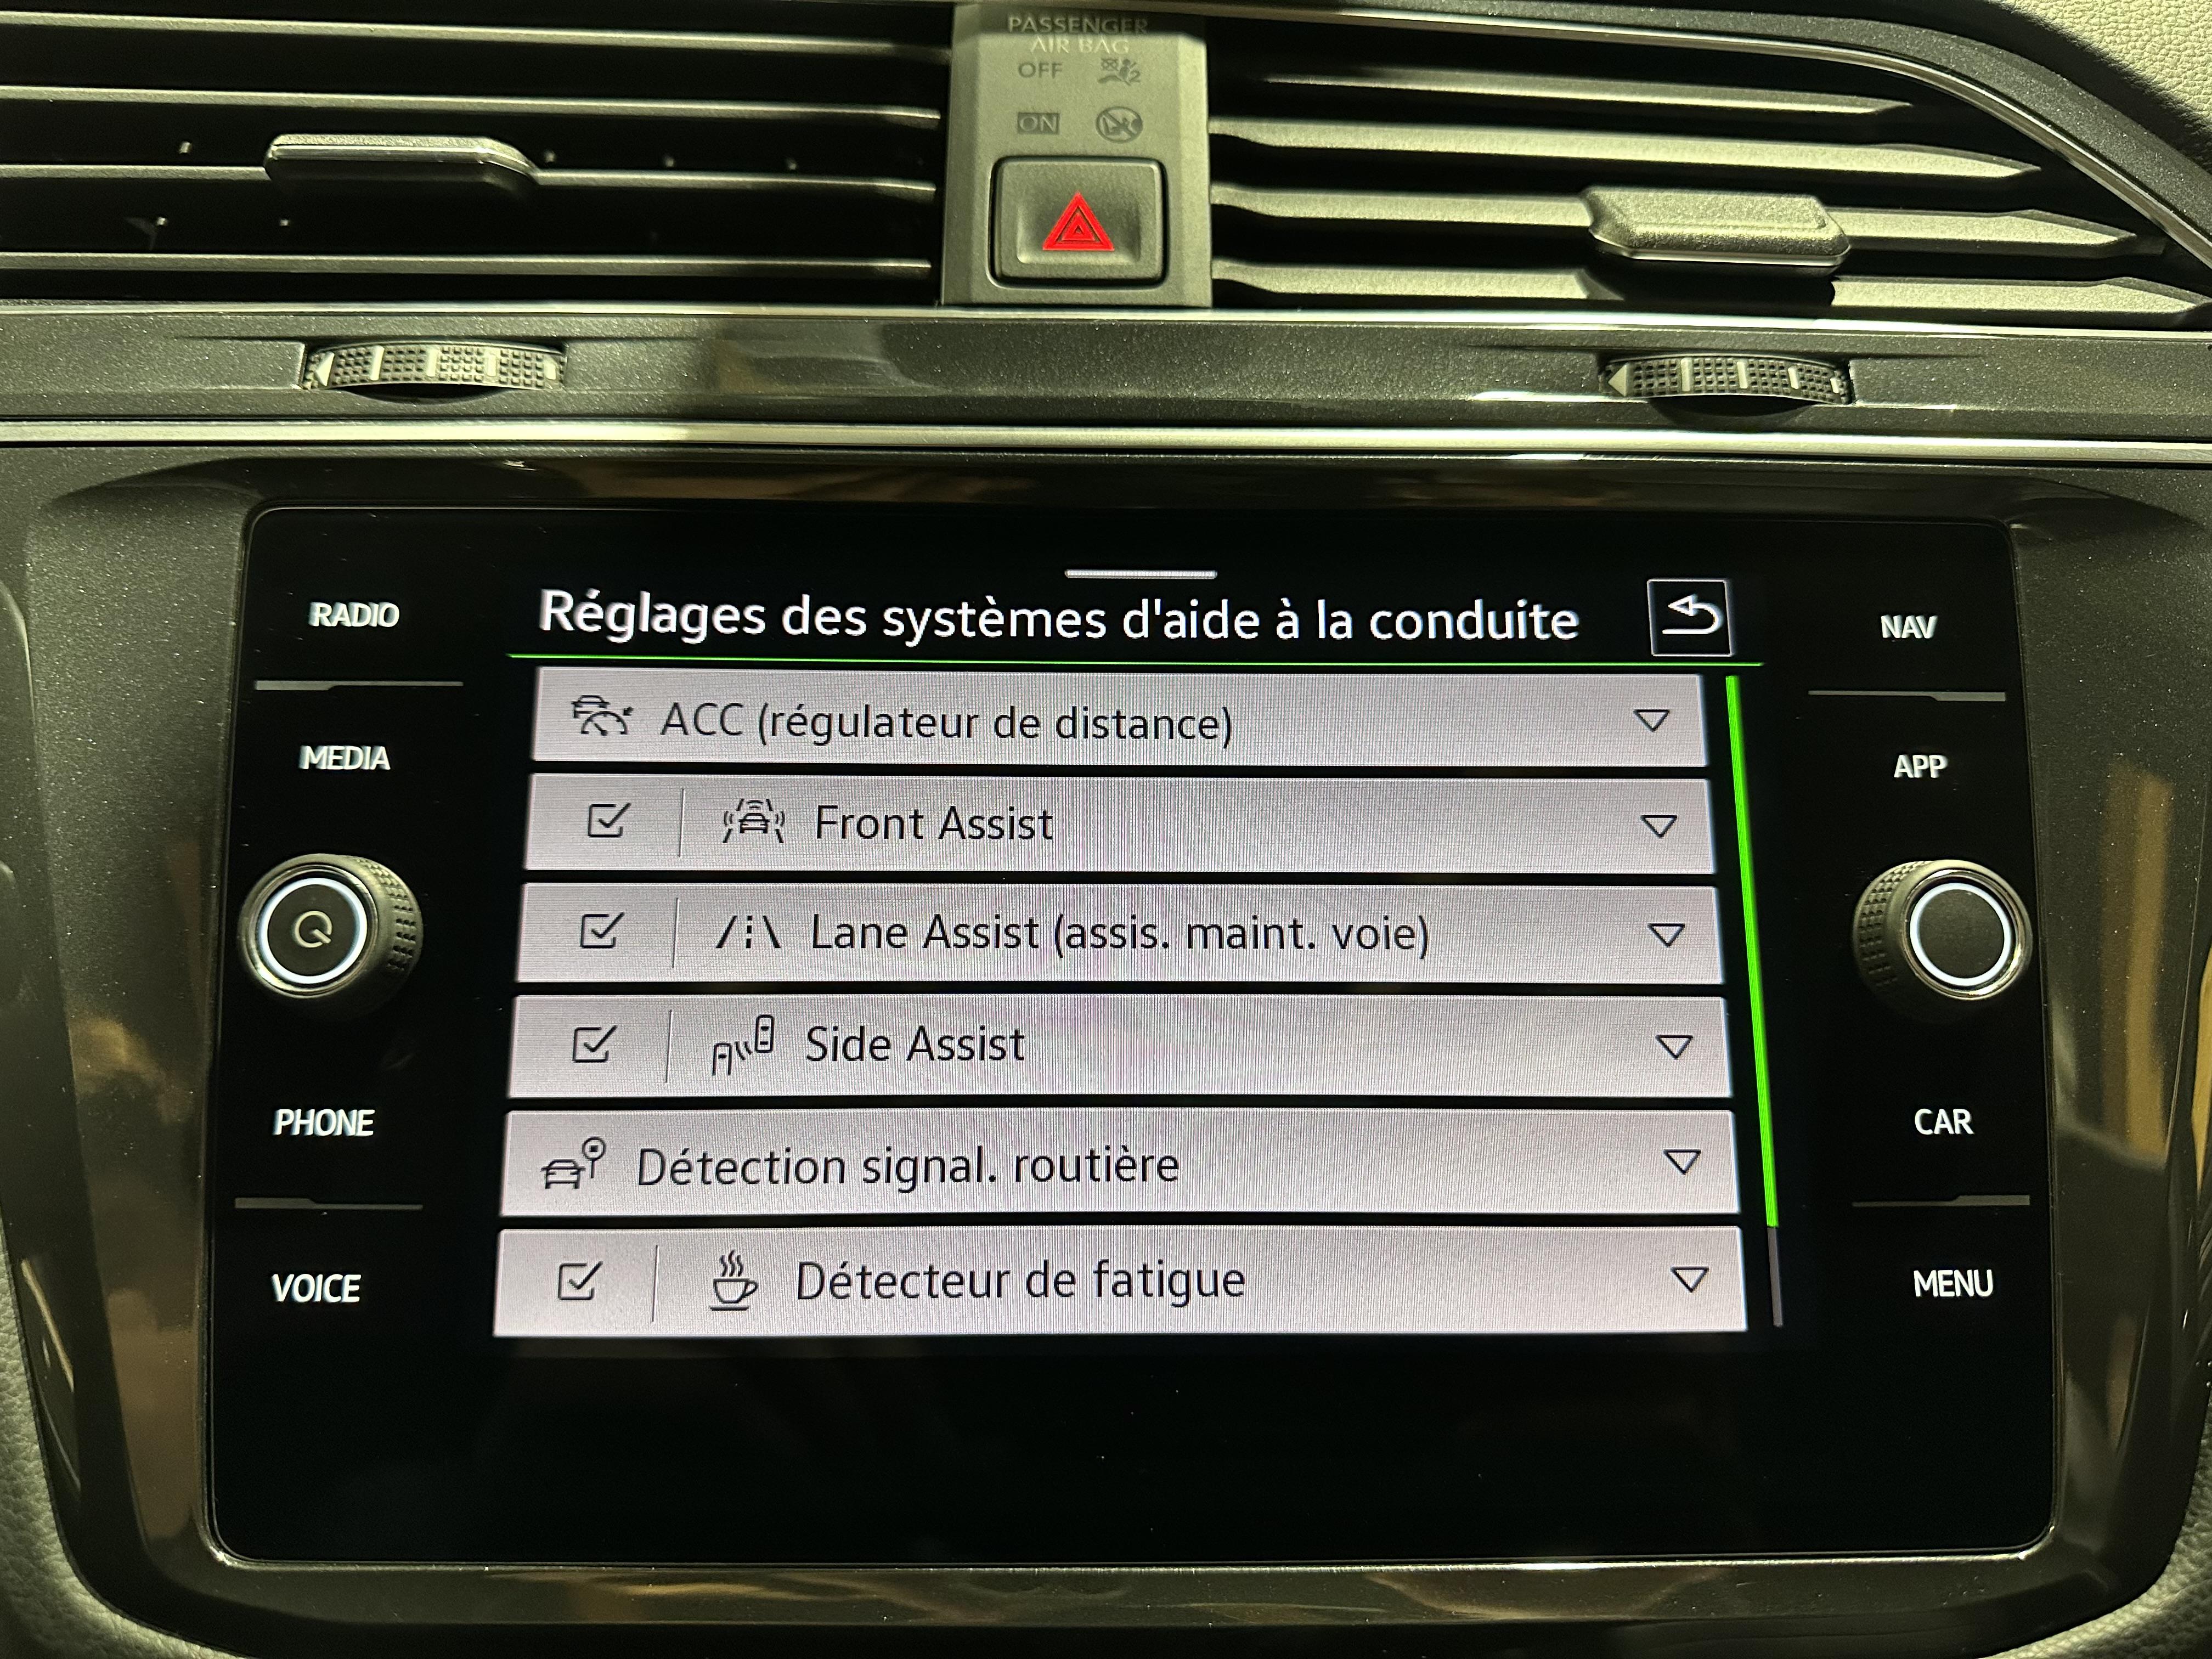 PASSENGER
AIR BAG
OFF
ON
RADIO
MEDIA
PHONE
VOICE
Réglages des systèmes d'aide à la conduite
ACC (régulateur de distance)
Front Assist
Lane Assist (assis. maint. voie)
Side Assist
Détection signal. routière
Détecteur de fatigue
NAV
APP
CAR
MENU